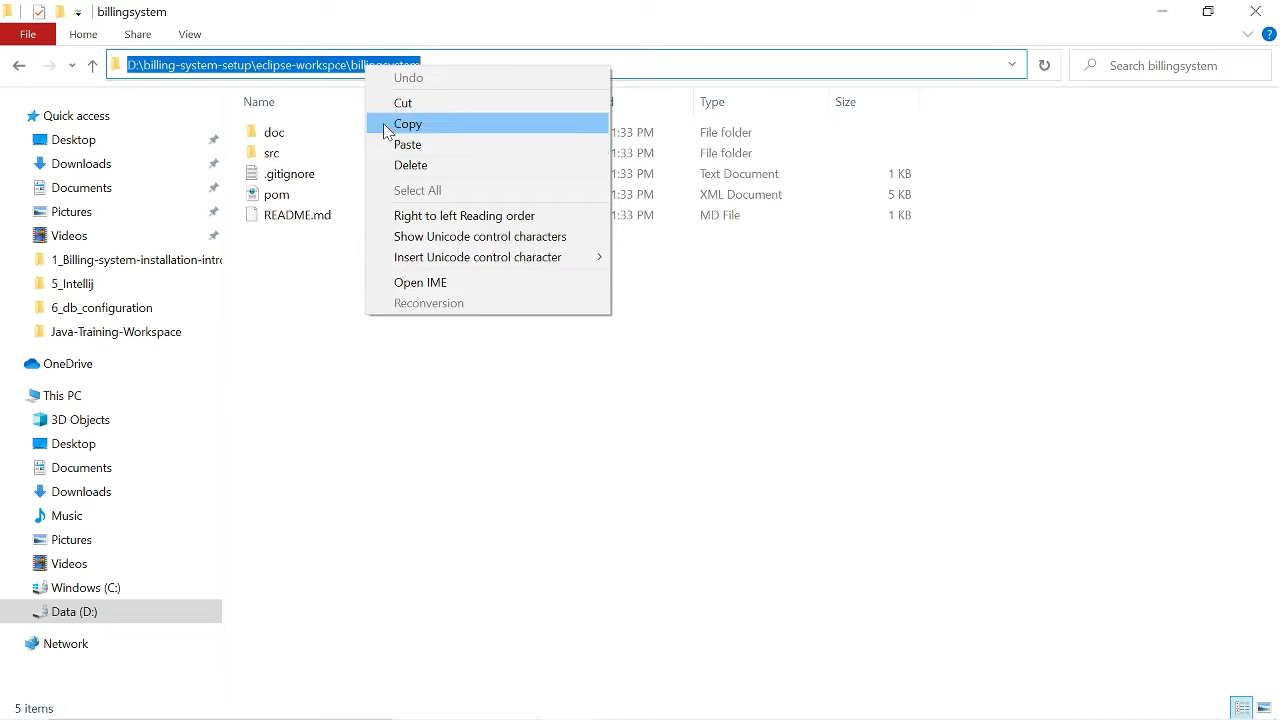 billingsystem
File Home Share View
D:\billing-system-setup\eclipse-workspce\billingsystem
Search billingsystem
Name Type Size
doc 1:33 PM File folder
src 1:33 PM File folder
.gitignore 1:33 PM Text Document 1 KB
pom 1:33 PM XML Document 5 KB
README.md 1:33 PM MD File 1 KB
Undo
Cut
Copy
Paste
Delete
Select All
Right to left Reading order
Show Unicode control characters
Insert Unicode control character
Open IME
Reconversion
Quick access
Desktop
Downloads
Documents
Pictures
Videos
1_Billing-system-installation-intro
5_Intellij
6_db_configuration
Java-Training-Workspace
OneDrive
This PC
3D Objects
Desktop
Documents
Downloads
Music
Pictures
Videos
Windows (C:)
Data (D:)
Network
5 items